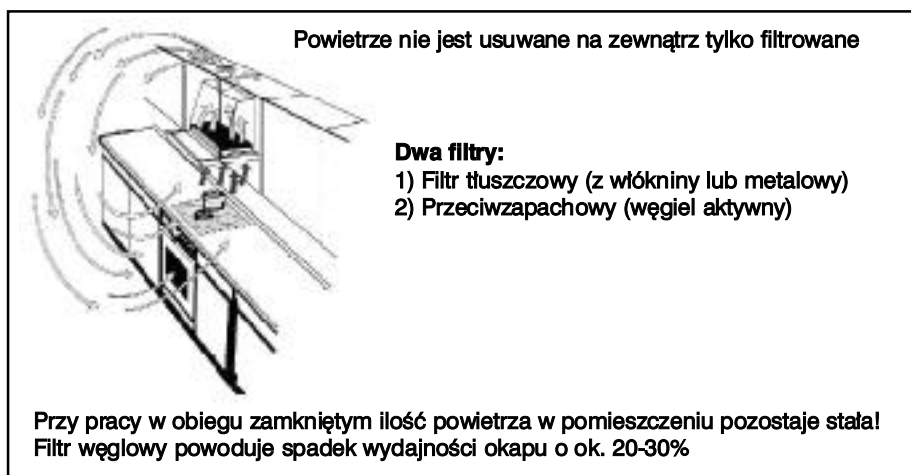 Powietrze nie jest usuwane na zewnątrz tylko filtrowane
Dwa filtry:
1) Filtr tłuszczowy (z włókniny lub metalowy)
2) Przeciwzapachowy (węgiel aktywny)
Przy pracy w obiegu zamkniętym ilość powietrza w pomieszczeniu pozostaje stała!
Filtr węglowy powoduje spadek wydajności okapu o ok. 20-30%